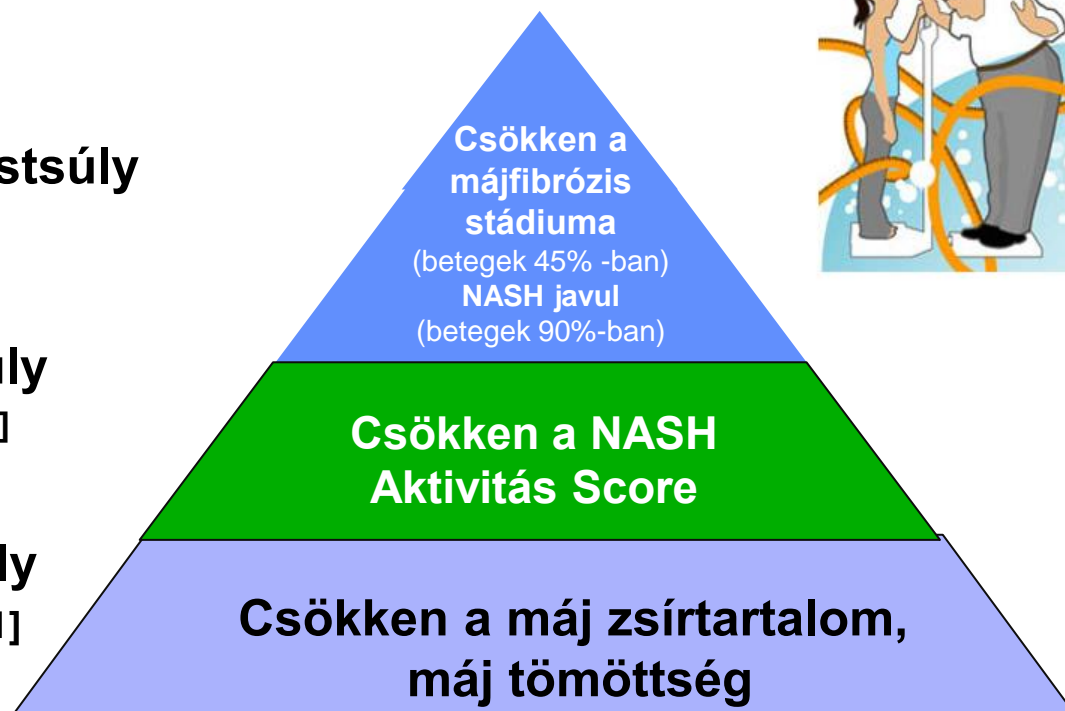 stsúly
Csökken a
májfibrózis
stádiuma
(betegek 45% -ban)
NASH javul
(betegek 90%-ban)
ly
]
Csökken a NASH
Aktivitás Score
ly
]
Csökken a máj zsírtartalom,
máj tömöttség